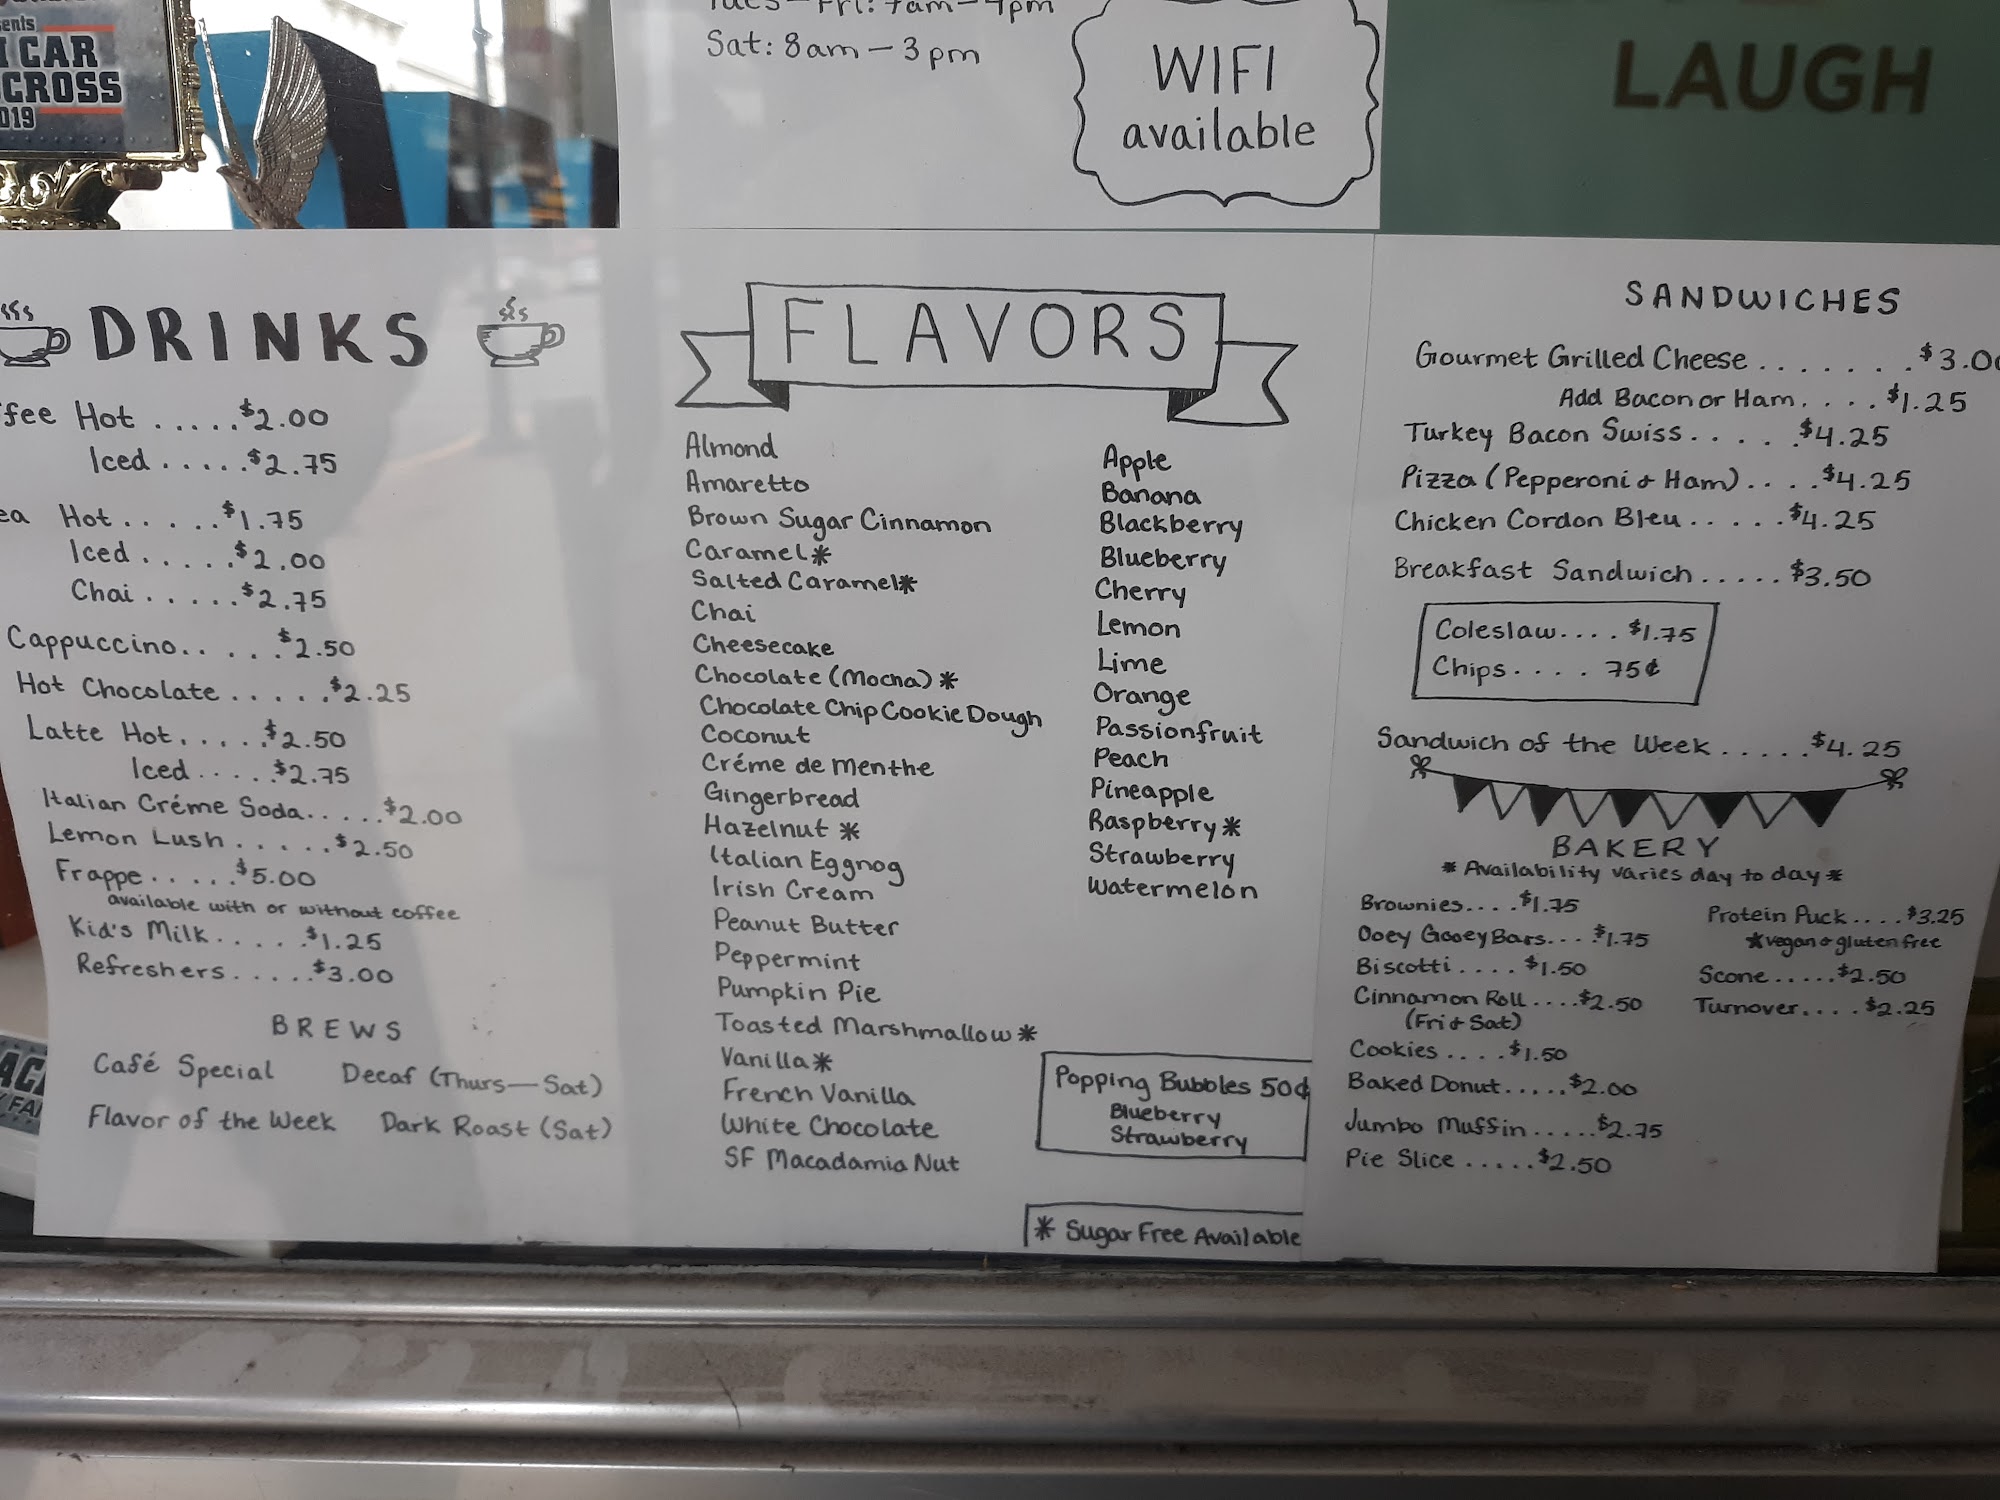 CAR
CROSS
Sat: 8am — 3pm
WIFI
available
LAUGH
DRINKS
Hot ..... $2.00
Iced ..... $2.75
Hot ..... $1.75
Iced ..... $2.00
Chai ..... $2.75
Cappuccino ..... $2.50
Hot Chocolate ..... $2.25
Latte Hot ..... $2.50
Iced ..... $2.75
Italian Créme Soda ..... $2.00
Lemon Lush ..... $2.50
Frappe ..... $5.00
available with or without coffee
Kid's Milk ..... $1.25
Refreshers ..... $3.00
BREWS
Café Special Decaf (Thurs—Sat)
Flavor of the Week Dark Roast (Sat)
FLAVORS
Almond
Amaretto
Brown Sugar Cinnamon
Caramel*
Salted Caramel*
Chai
Cheesecake
Chocolate (Mocha) *
Chocolate Chip Cookie Dough
Coconut
Créme de menthe
Gingerbread
Hazelnut *
Italian Eggnog
Irish Cream
Peanut Butter
Peppermint
Pumpkin Pie
Toasted Marshmallow *
Vanilla*
French Vanilla
White Chocolate
SF Macadamia Nut
Apple
Banana
Blackberry
Blueberry
Cherry
Lemon
Lime
Orange
Passionfruit
Peach
Pineapple
Raspberry*
Strawberry
Watermelon
Popping Bubbles 50¢
Blueberry
Strawberry
* Sugar Free Available
SANDWICHES
Gourmet Grilled Cheese ....... $3.00
Add Bacon or Ham .... $1.25
Turkey Bacon Swiss ..... $4.25
Pizza (Pepperoni & Ham) .... $4.25
Chicken Cordon Bleu ..... $4.25
Breakfast Sandwich ..... $3.50
Coleslaw .... $1.75
Chips .... 75¢
Sandwich of the Week ..... $4.25
BAKERY
* Availability varies day to day *
Brownies .... $1.75
Ooey Gooey Bars ... $1.75
Biscotti .... $1.50
Cinnamon Roll .... $2.50
(Fri & Sat)
Cookies .... $1.50
Baked Donut ..... $2.00
Jumbo Muffin ..... $2.75
Pie Slice ..... $2.50
Protein Puck .... $3.25
*vegan & gluten free
Scone ..... $2.50
Turnover .... $2.25